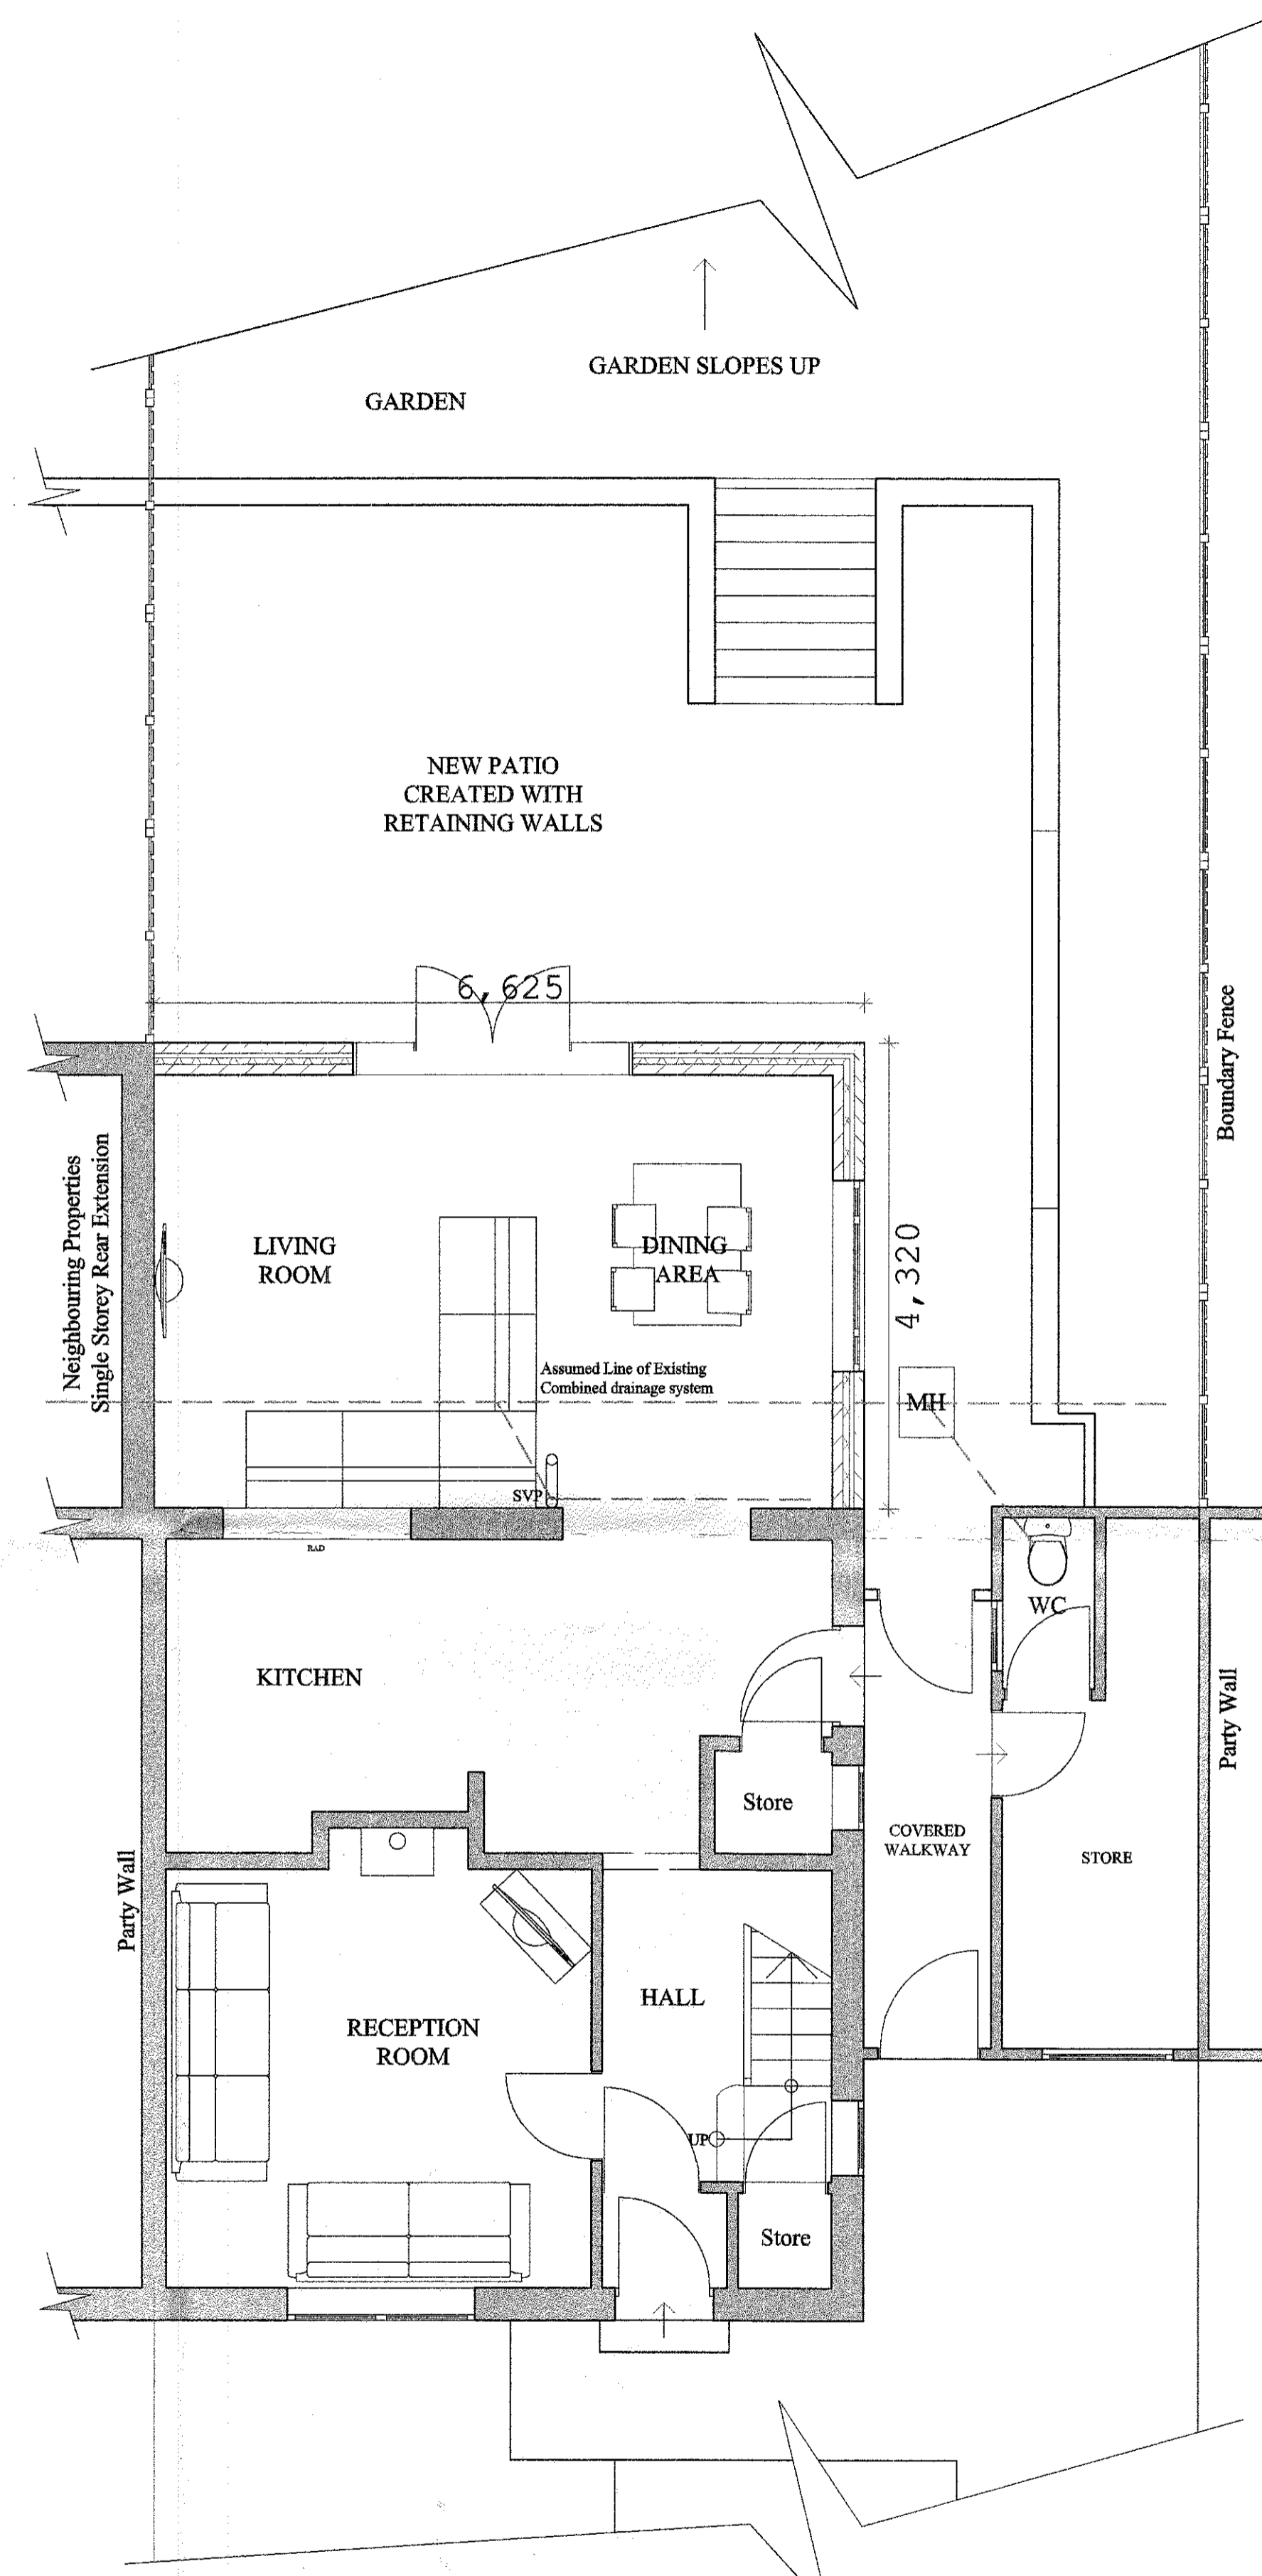 GARDEN SLOPES UP
GARDEN
NEW PATIO
CREATED WITH
RETAINING WALLS
6,625
Boundary Fence
Neighbouring Properties
Single Storey Rear Extension
LIVING
ROOM
DINING
AREA
4,320
Assumed Line of Existing
Combined drainage system
MH
SVP
RAD
WC
KITCHEN
Party Wall
Store
COVERED
WALKWAY
STORE
Party Wall
HALL
RECEPTION
ROOM
UP
Store